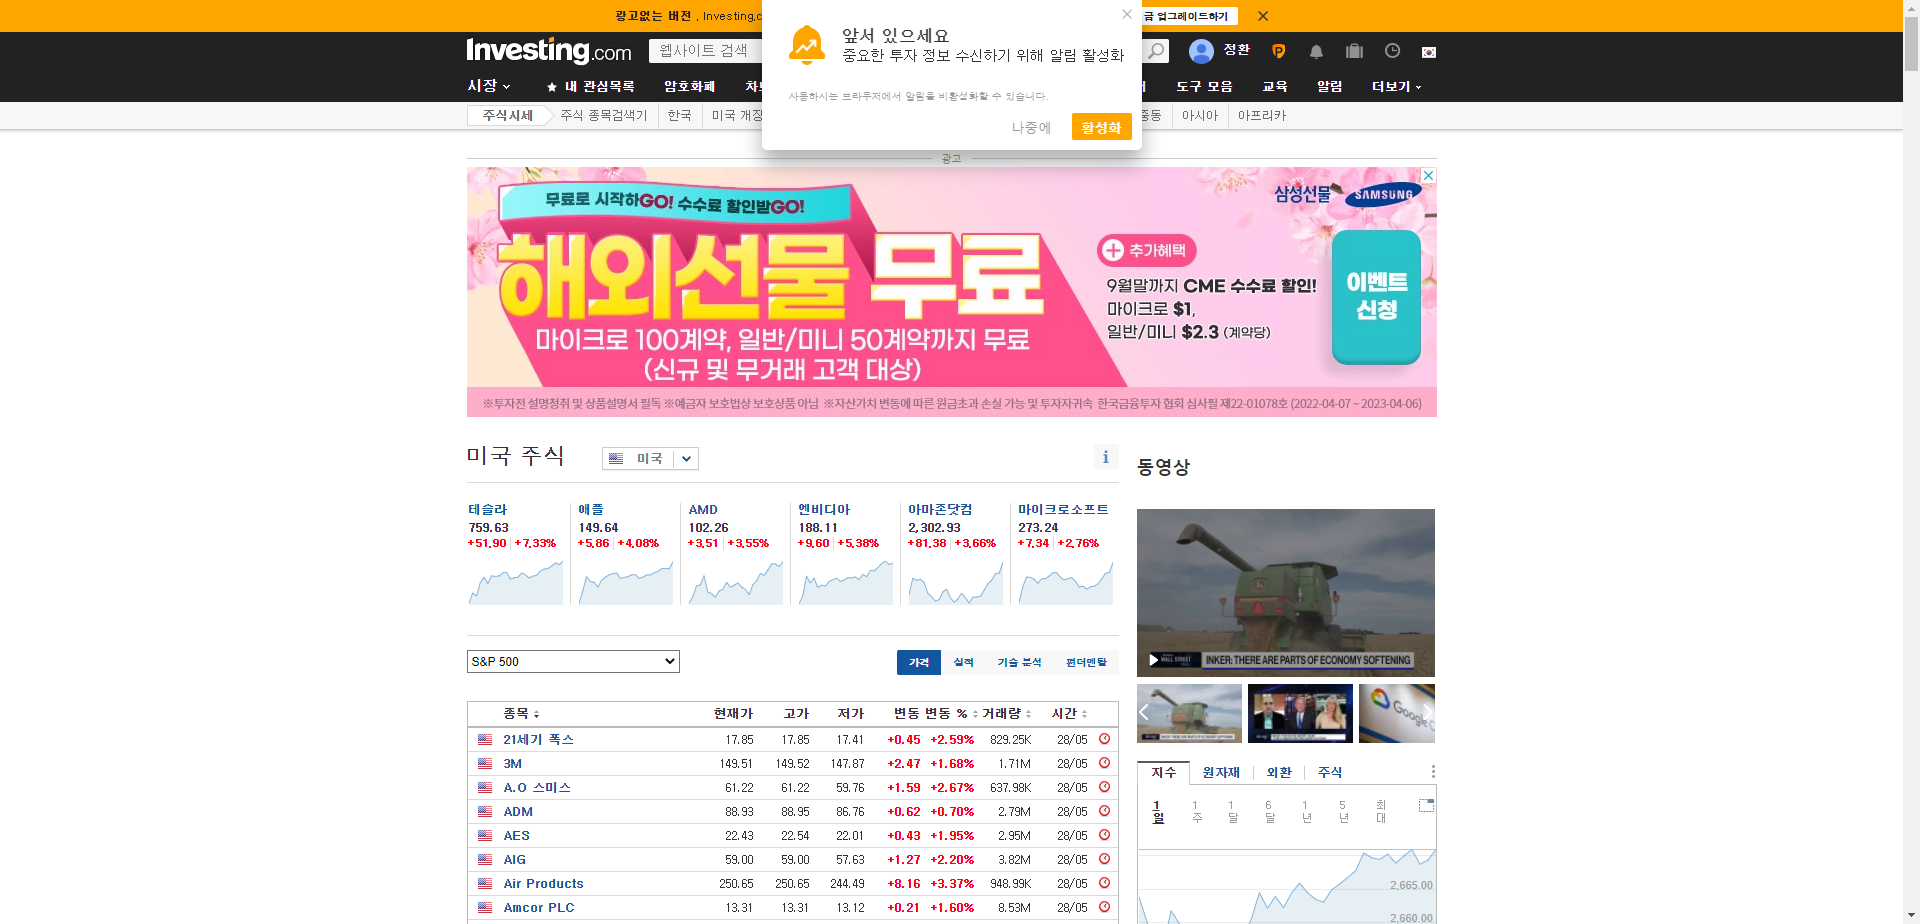 광고없는 버전 , Investing.c
금 업그레이드하기
앞서 있으세요
중요한 투자 정보 수신하기 위해 알림 활성화
사용하시는 브라우저에서 알림을 비활성화할 수 있습니다.
나중에 활성화
Investing.com
웹사이트 검색
정환
시장 내 관심목록 암호화폐 도구 모음 교육 알림 더보기
주식시세 주식 종목검색기 한국 미국 개장 중동 아시아 아프리카
광고
무료로 시작하GO! 수수료 할인받GO!
해외선물 무료
마이크로 100계약, 일반/미니 50계약까지 무료
(신규 및 무거래 고객 대상)
삼성선물 SAMSUNG
추가혜택
9월말까지 CME 수수료 할인!
마이크로 $1,
일반/미니 $2.3 (계약당)
이벤트
신청
※투자전 설명청취 및 상품설명서 필독 ※예금자 보호법상 보호상품 아님 ※자산가치 변동에 따른 원금초과 손실 가능 및 투자자귀속 한국금융투자 협회 심사필 제22-01078호 (2022-04-07 ~ 2023-04-06)
미국 주식
미국
i
동영상
테슬라
759.63
+51.90 +7.33%
애플
149.64
+5.86 +4.08%
AMD
102.26
+3.51 +3.55%
엔비디아
188.11
+9.60 +5.38%
아마존닷컴
2,302.93
+81.38 +3.66%
마이크로소프트
273.24
+7.34 +2.76%
WALL STREET
INKER: THERE ARE PARTS OF ECONOMY SOFTENING
Google
S&P 500
가격 실적 기술 분석 펀더멘탈
종목 현재가 고가 저가 변동 변동 % 거래량 시간
21세기 폭스 17.85 17.85 17.41 +0.45 +2.59% 829.25K 28/05
3M 149.51 149.52 147.87 +2.47 +1.68% 1.71M 28/05
A.O 스미스 61.22 61.22 59.76 +1.59 +2.67% 637.98K 28/05
ADM 88.93 88.95 86.76 +0.62 +0.70% 2.79M 28/05
AES 22.43 22.54 22.01 +0.43 +1.95% 2.95M 28/05
AIG 59.00 59.00 57.63 +1.27 +2.20% 3.82M 28/05
Air Products 250.65 250.65 244.49 +8.16 +3.37% 948.99K 28/05
Amcor PLC 13.31 13.31 13.12 +0.21 +1.60% 8.53M 28/05
지수 원자재 외환 주식
1일 1주 1달 6달 1년 5년 최대
2,665.00
2,660.00